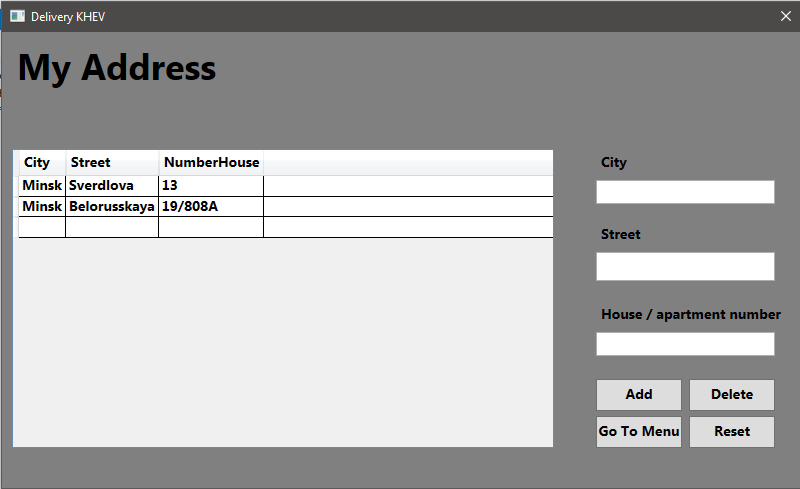 Delivery KHEV
My Address
City Street NumberHouse
Minsk Sverdlova 13
Minsk Belorusskaya 19/808A
City
Street
House / apartment number
Add Delete
Go To Menu Reset